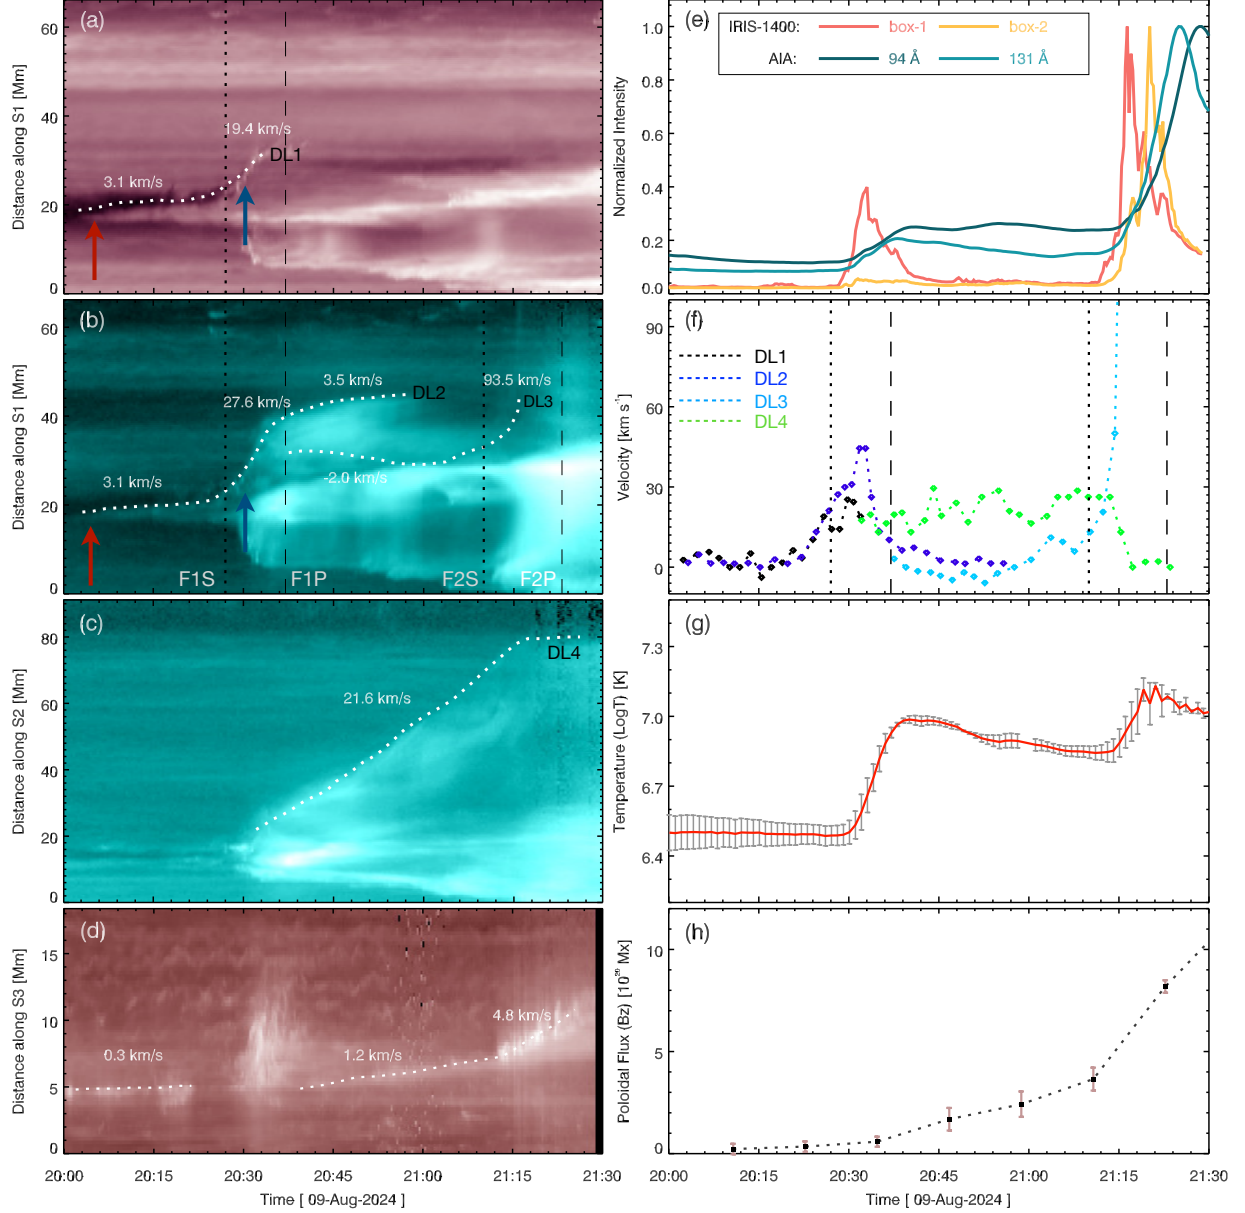 (a)
Distance along S1 [Mm]
60
40
20
0
19.4 km/s
DL1
3.1 km/s
(b)
Distance along S1 [Mm]
60
40
20
0
3.5 km/s
93.5 km/s
DL2
27.6 km/s
DL3
3.1 km/s
-2.0 km/s
F1S
F1P
F2S
F2P
(c)
Distance along S2 [Mm]
80
60
40
20
0
DL4
21.6 km/s
(d)
Distance along S3 [Mm]
15
10
5
0
4.8 km/s
0.3 km/s
1.2 km/s
20:00 20:15 20:30 20:45 21:00 21:15 21:30
Time [ 09-Aug-2024 ]
(e)
IRIS-1400: box-1 box-2
AIA: 94 Å 131 Å
Normalized Intensity
1.0
0.8
0.6
0.4
0.2
0.0
(f)
DL1
DL2
DL3
DL4
Velocity [km s⁻¹]
90
60
30
0
(g)
Temperature (LogT) [K]
7.3
7.0
6.7
6.4
(h)
Poloidal Flux (Bz) [10²⁹ Mx]
10
5
0
20:00 20:15 20:30 20:45 21:00 21:15 21:30
Time [ 09-Aug-2024 ]